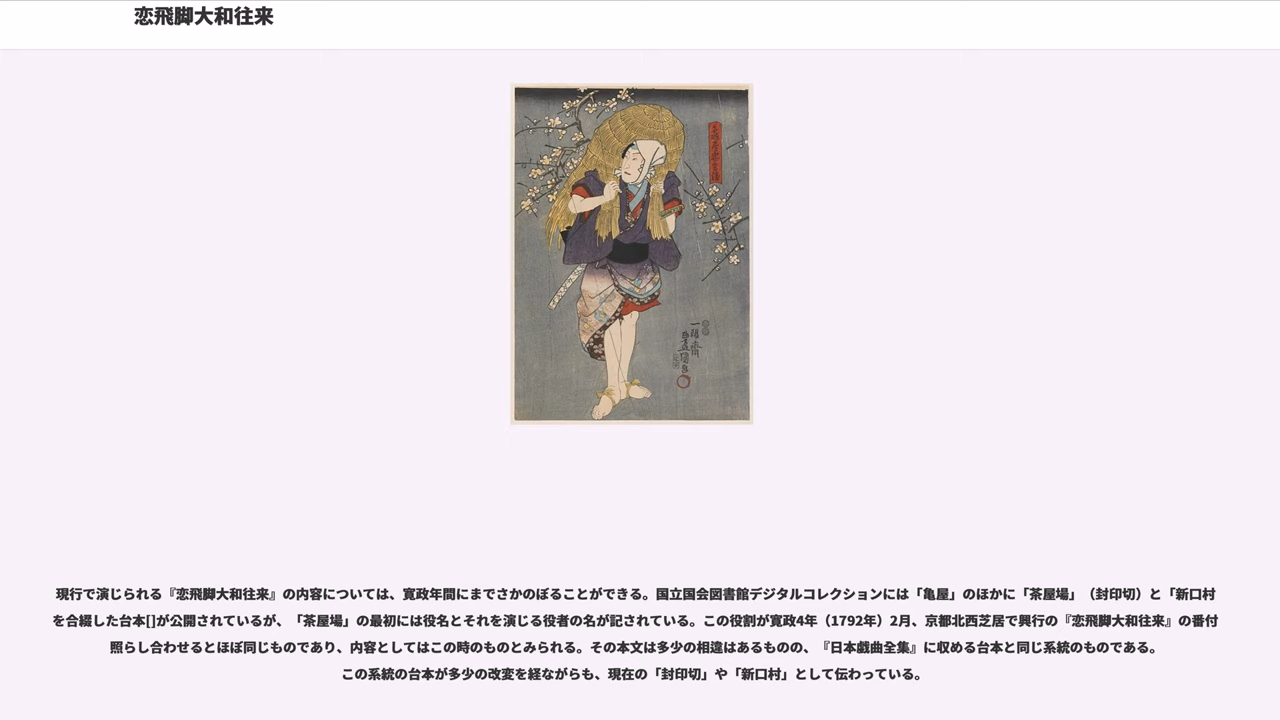 恋飛脚大和往来
現行で演じられる『恋飛脚大和往来』の内容については、寛政年間にまでさかのぼることができる。国立国会図書館デジタルコレクションには「亀屋」のほかに「茶屋場」（封印切）と「新口村
を合綴した台本[]が公開されているが、「茶屋場」の最初には役名とそれを演じる役者の名が記されている。この役割が寛政4年（1792年）2月、京都北西芝居で興行の『恋飛脚大和往来』の番付
照らし合わせるとほぼ同じものであり、内容としてはこの時のものとみられる。その本文は多少の相違はあるものの、『日本戯曲全集』に収める台本と同じ系統のものである。
この系統の台本が多少の改変を経ながらも、現在の「封印切」や「新口村」として伝わっている。